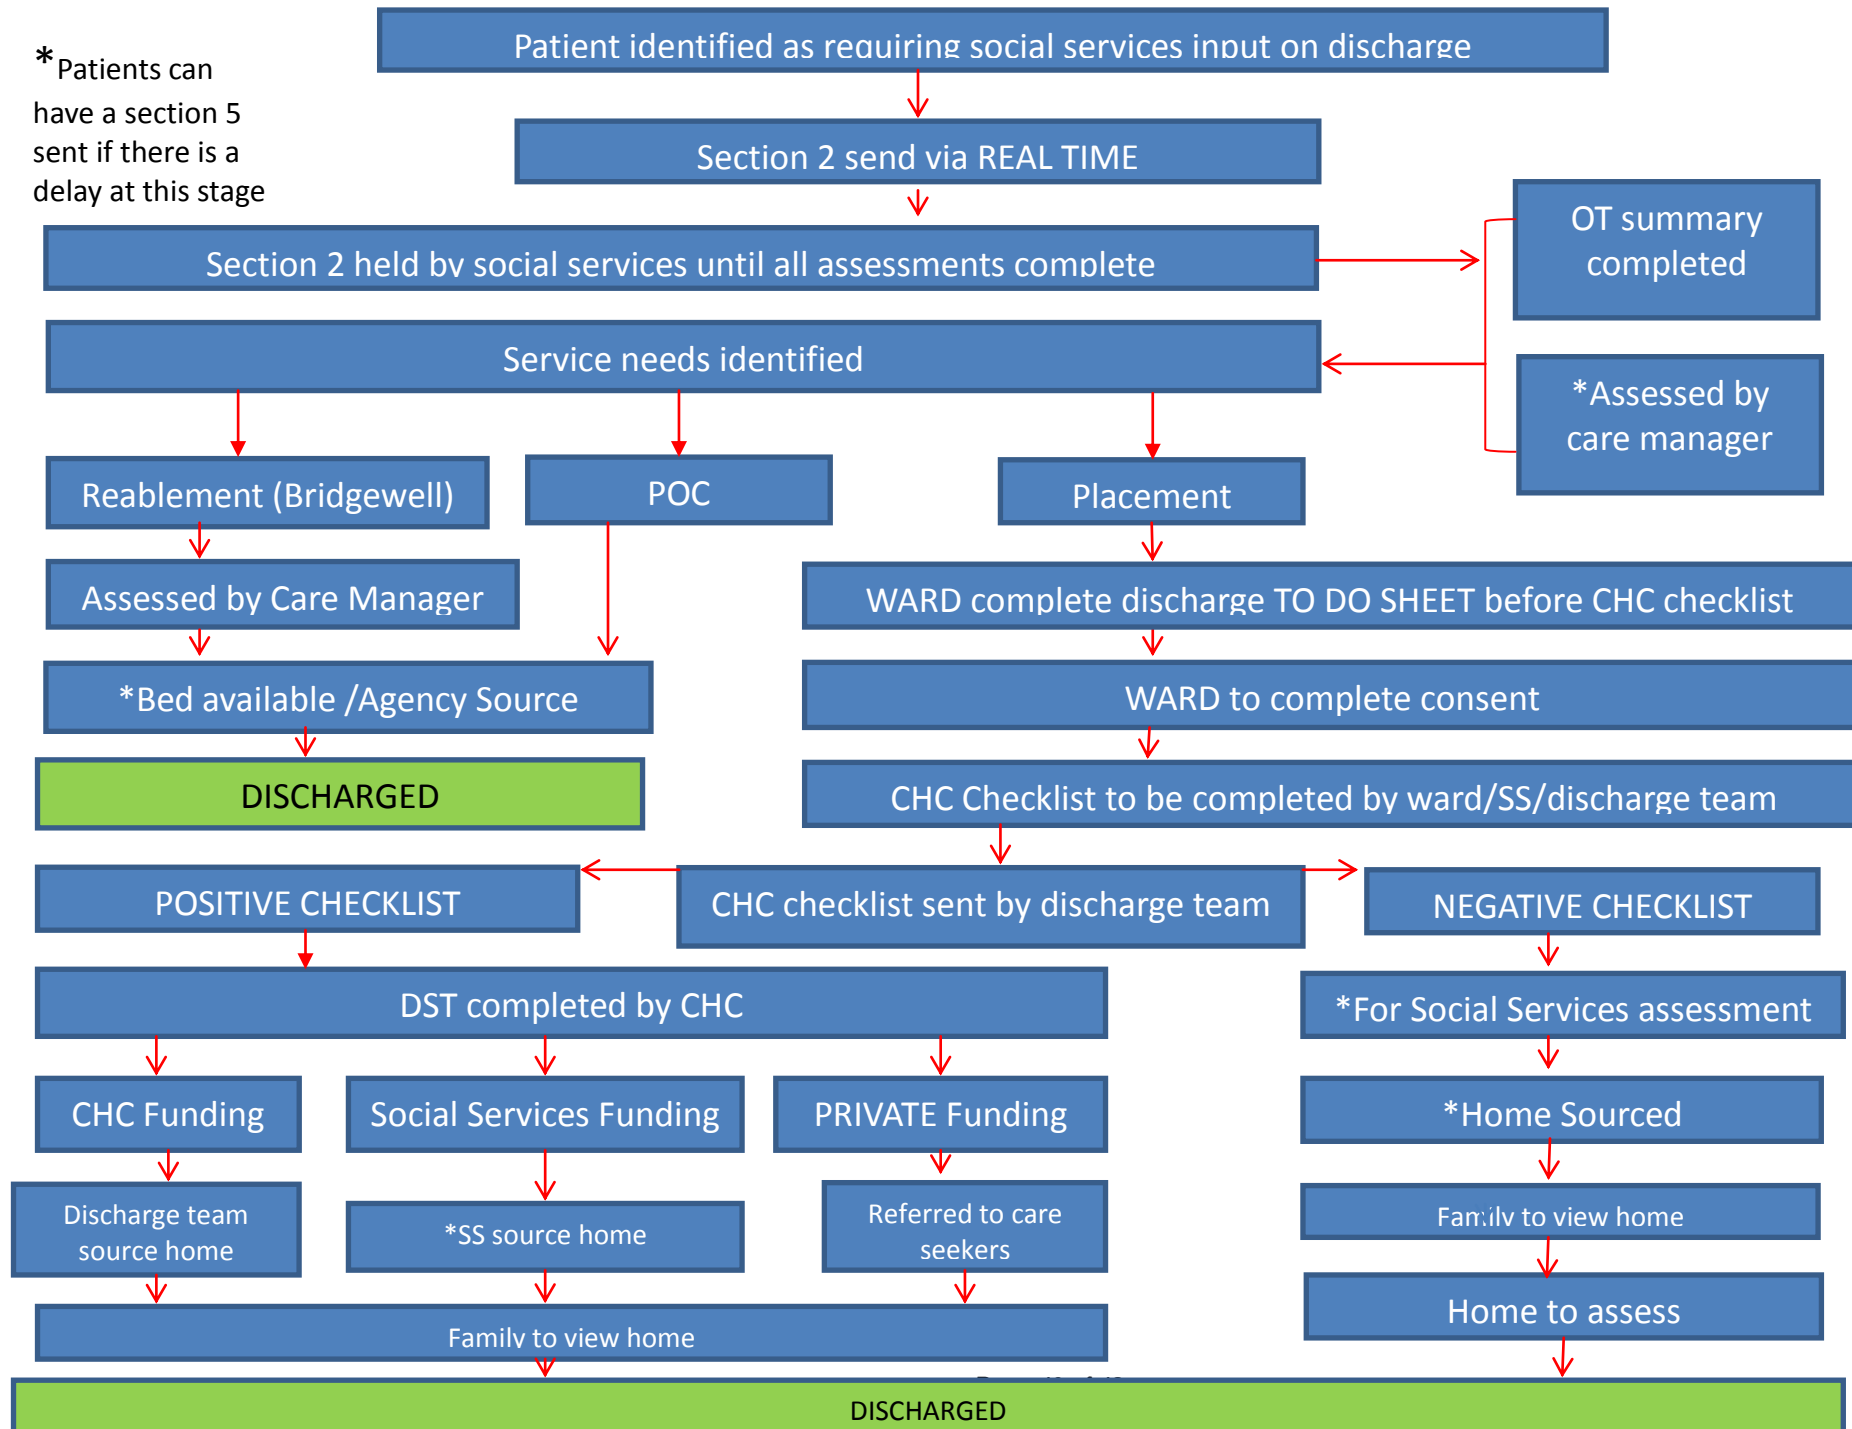 Patient identified as requiring social services input on discharge
*Patients can
have a section 5
sent if there is a
delay at this stage
Section 2 send via REAL TIME
OT summary
completed
Section 2 held by social services until all assessments complete
Service needs identified
*Assessed by
care manager
Reablement (Bridgewell)
POC
Placement
Assessed by Care Manager
WARD complete discharge TO DO SHEET before CHC checklist
*Bed available /Agency Source
WARD to complete consent
DISCHARGED
CHC Checklist to be completed by ward/SS/discharge team
POSITIVE CHECKLIST
CHC checklist sent by discharge team
NEGATIVE CHECKLIST
DST completed by CHC
*For Social Services assessment
CHC Funding
Social Services Funding
PRIVATE Funding
*Home Sourced
Discharge team
source home
*SS source home
Referred to care
seekers
Family to view home
Home to assess
Family to view home
DISCHARGED